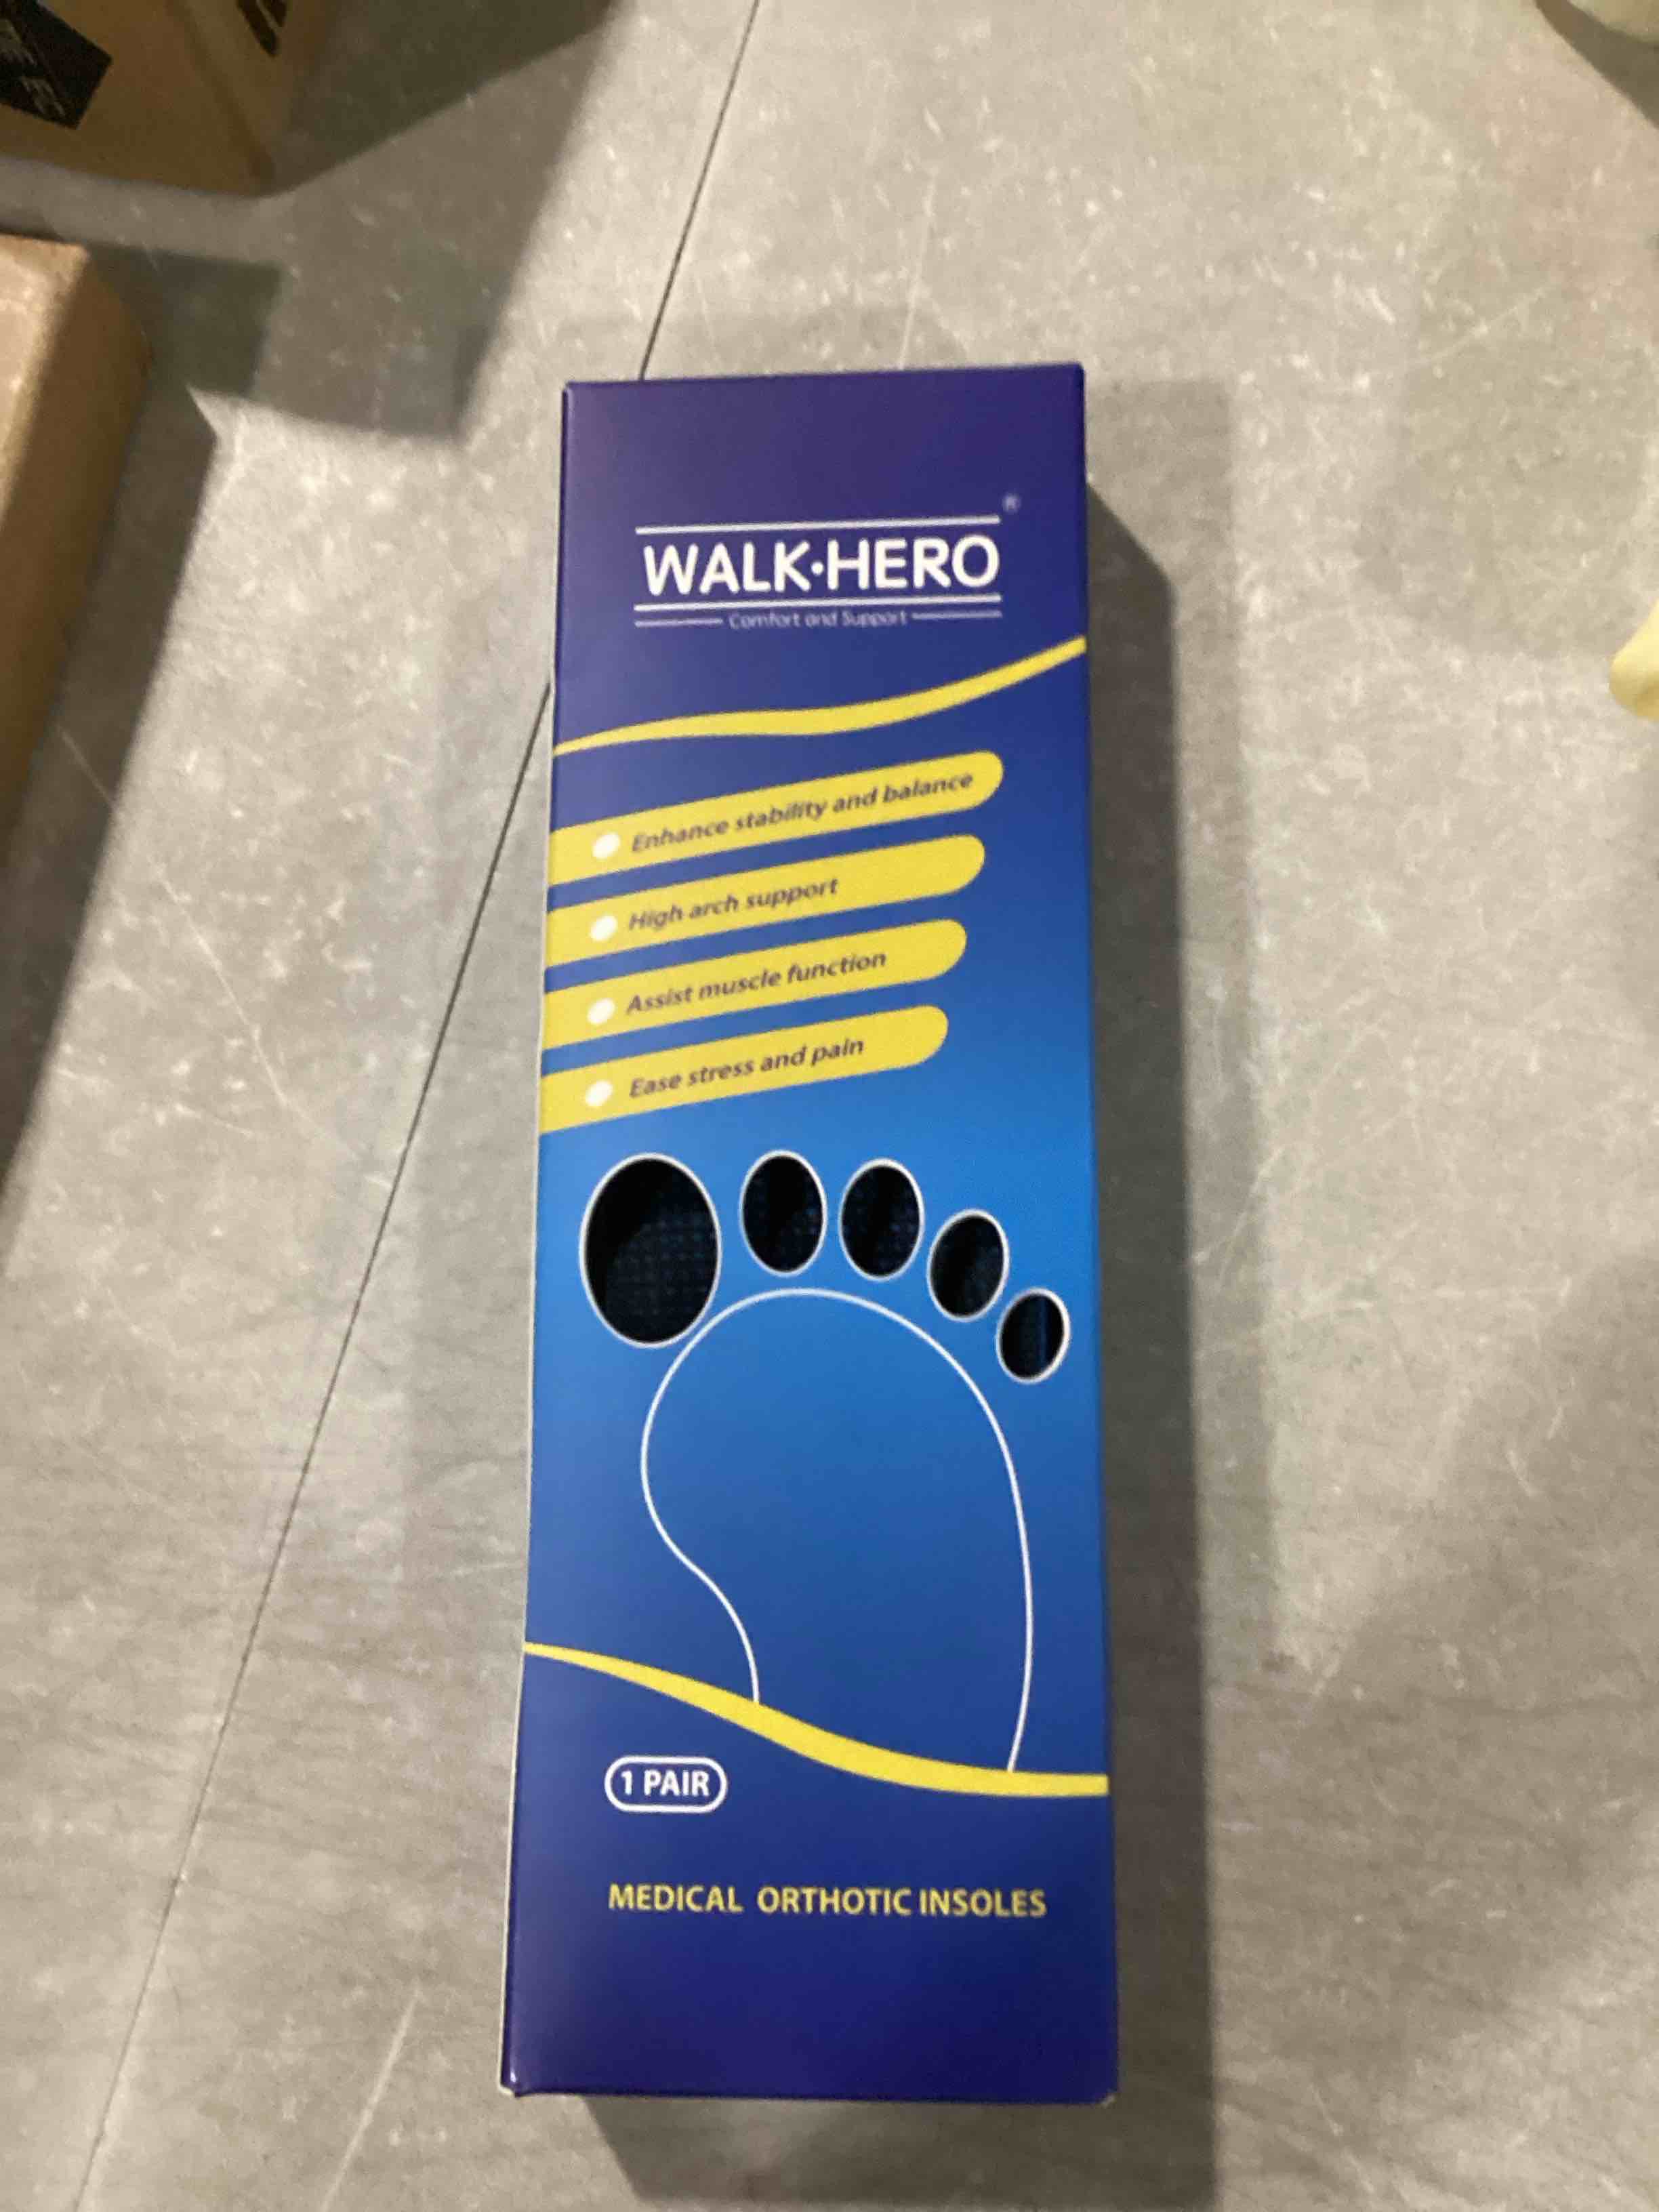 WALK·HERO®
Comfort and Support
Enhance stability and balance
High arch support
Assist muscle function
Ease stress and pain
1 PAIR
MEDICAL ORTHOTIC INSOLES